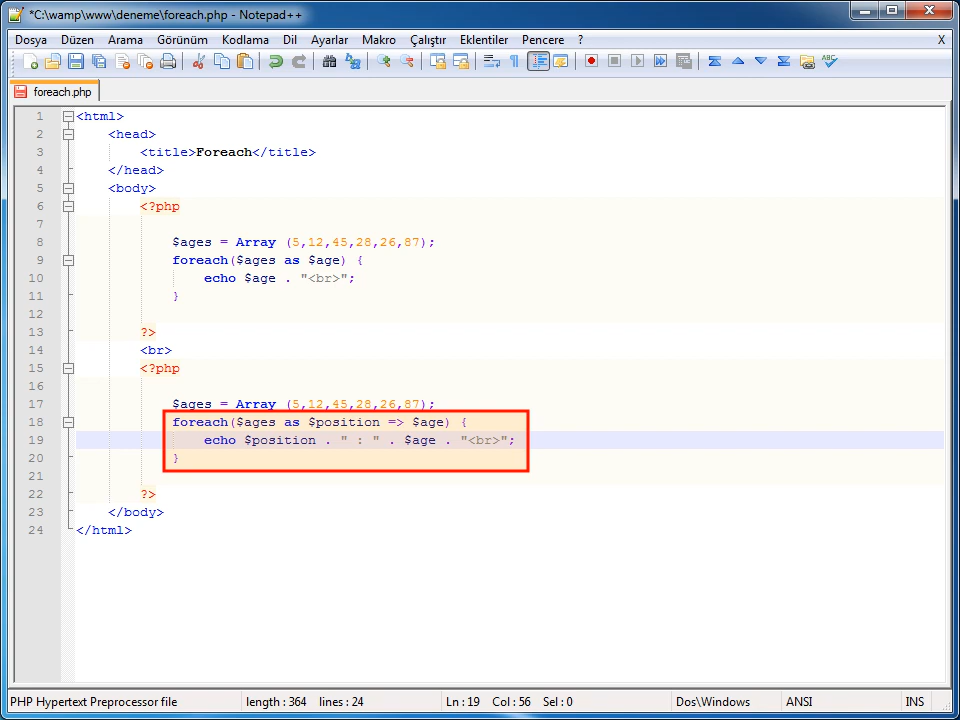 *C:\wamp\www\deneme\foreach.php - Notepad++
Dosya Düzen Arama Görünüm Kodlama Dil Ayarlar Makro Çalıştır Eklentiler Pencere ? X
foreach.php
1 <html>
2 <head>
3 <title>Foreach</title>
4 </head>
5 <body>
6 <?php
7
8 $ages = Array (5,12,45,28,26,87);
9 foreach($ages as $age) {
10 echo $age . "<br>";
11 }
12
13 ?>
14 <br>
15 <?php
16
17 $ages = Array (5,12,45,28,26,87);
18 foreach($ages as $position => $age) {
19 echo $position . " : " . $age . "<br>";
20 }
21
22 ?>
23 </body>
24 </html>
PHP Hypertext Preprocessor file length : 364 lines : 24 Ln : 19 Col : 56 Sel : 0 Dos\Windows ANSI INS